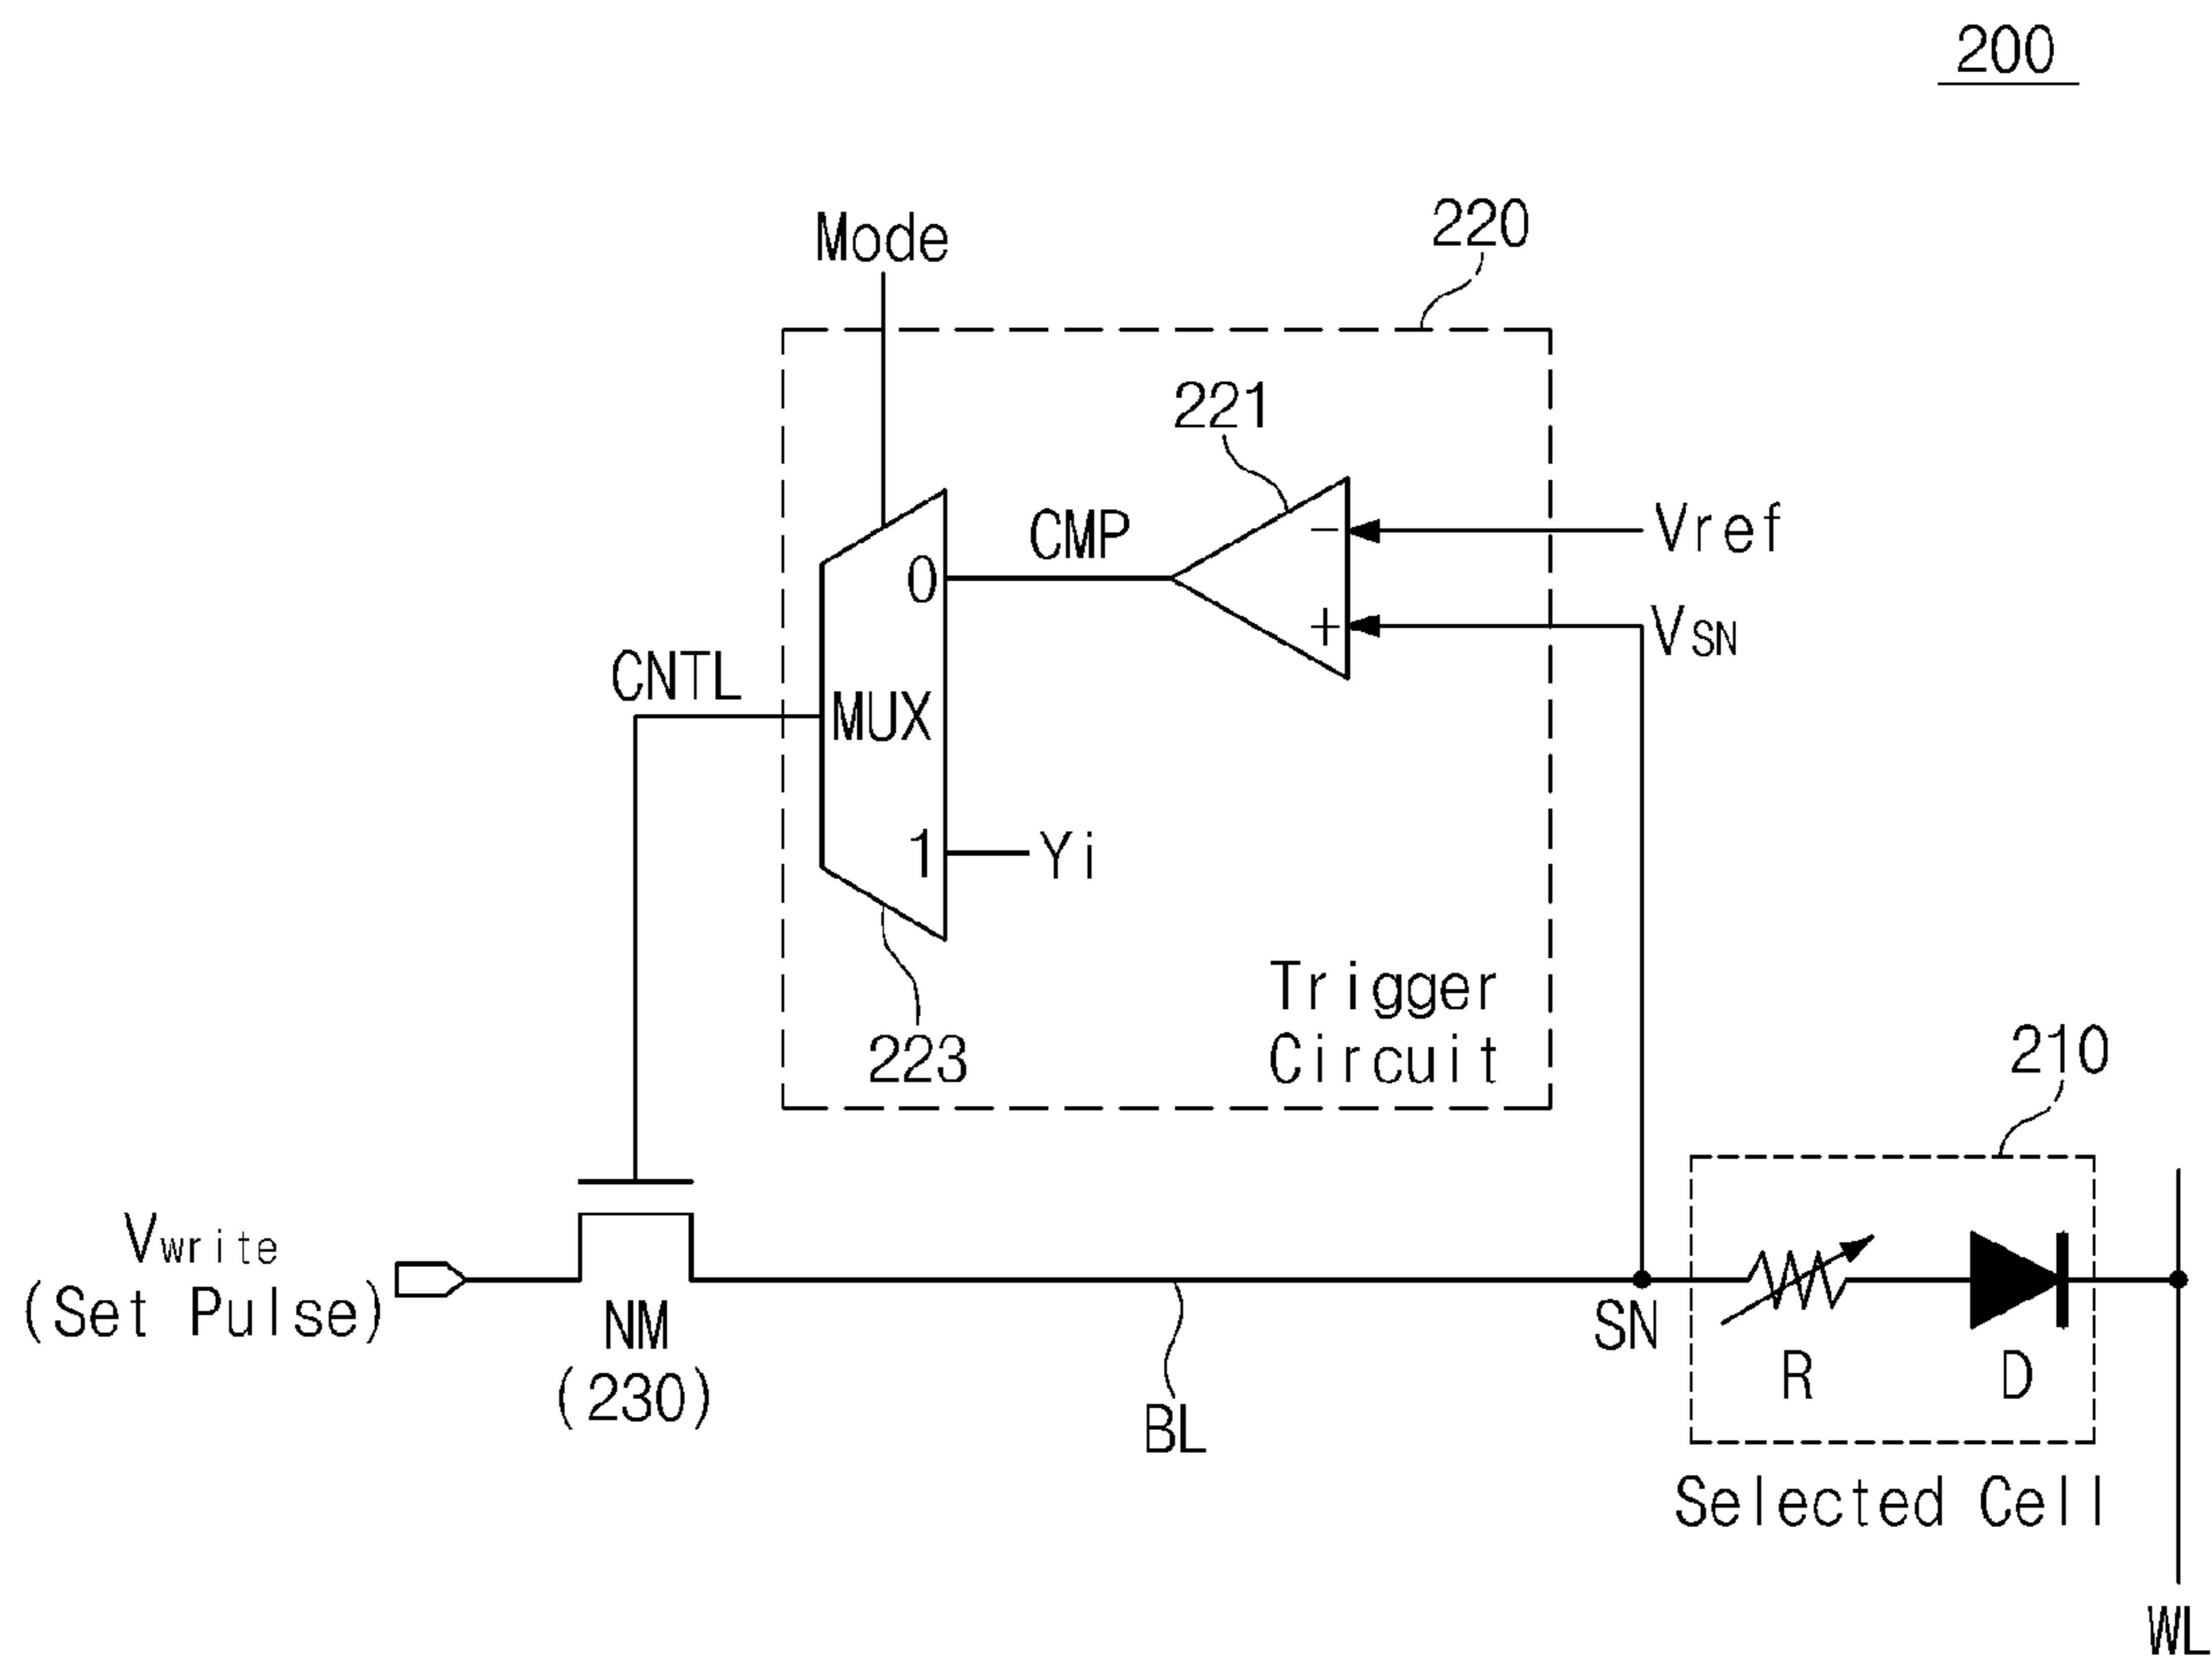 200
Mode
220
221
CMP
- Vref
0
+ VSN
CNTL
MUX
1 Yi
Trigger
Circuit
223
210
Vwrite
(Set Pulse)
NM
(230)
SN
R D
BL
Selected Cell
WL